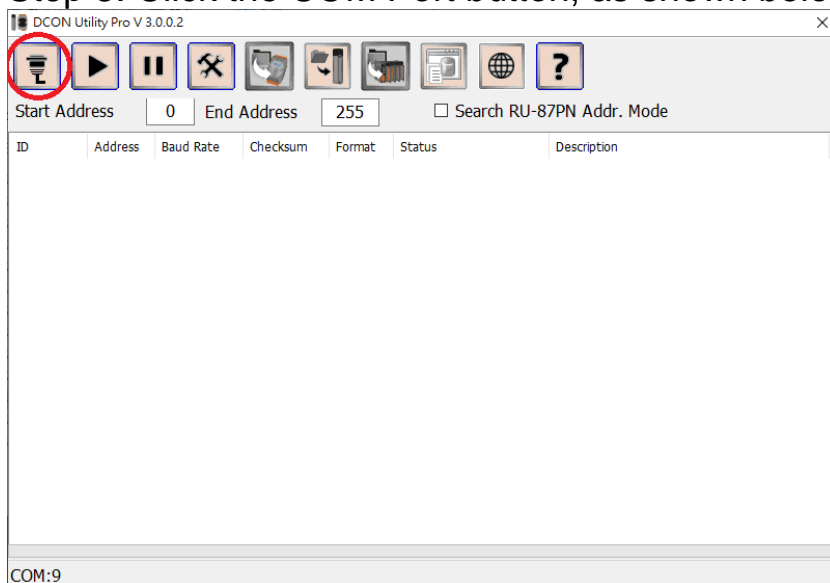 DCON Utility Pro V 3.0.0.2
?
Start Address 0 End Address 255 Search RU-87PN Addr. Mode
ID Address Baud Rate Checksum Format Status Description
COM:9